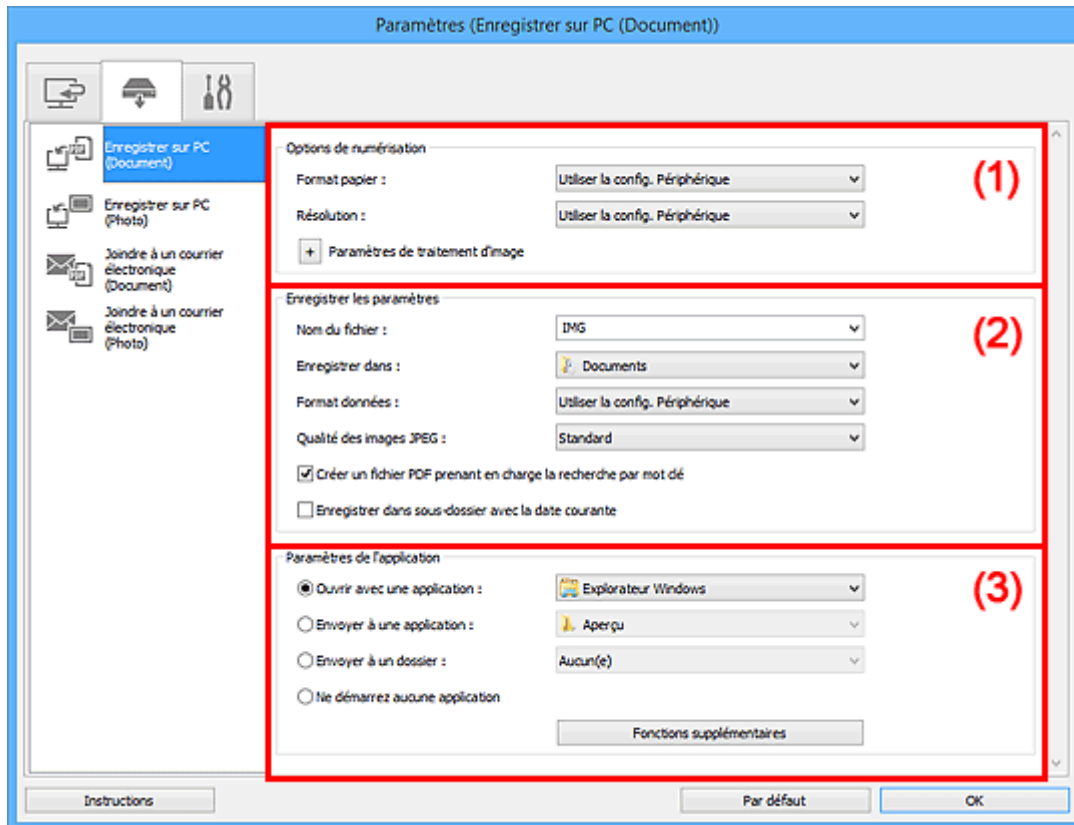 Paramètres (Enregistrer sur PC (Document))
Enregistrer sur PC
(Document)
Enregistrer sur PC
(Photo)
Joindre à un courrier
électronique
(Document)
Joindre à un courrier
électronique
(Photo)
Options de numérisation
(1)
Format papier : Utiliser la config. Périphérique
Résolution : Utiliser la config. Périphérique
+ Paramètres de traitement d'image
Enregistrer les paramètres
(2)
Nom du fichier : IMG
Enregistrer dans : Documents
Format données : Utiliser la config. Périphérique
Qualité des images JPEG : Standard
Créer un fichier PDF prenant en charge la recherche par mot clé
Enregistrer dans sous-dossier avec la date courante
Paramètres de l'application
(3)
Ouvrir avec une application : Explorateur Windows
Envoyer à une application : Aperçu
Envoyer à un dossier : Aucun(e)
Ne démarrez aucune application
Fonctions supplémentaires
Instructions Par défaut OK